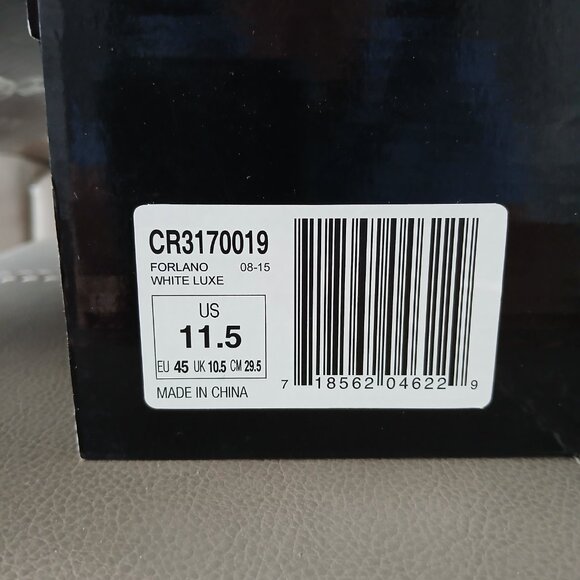 CR3170019
FORLANO 08-15
WHITE LUXE
US
11.5
EU 45 UK 10.5 CM 29.5
MADE IN CHINA
7 18562 04622 9